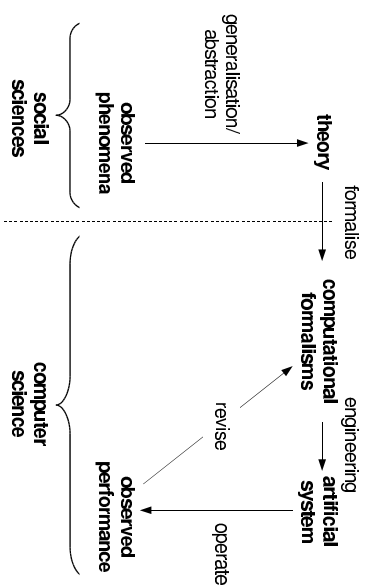 formalise
engineering
theory
computational
formalisms
artificial
system
generalisation/
abstraction
revise
operate
observed
phenomena
observed
performance
social
sciences
computer
science